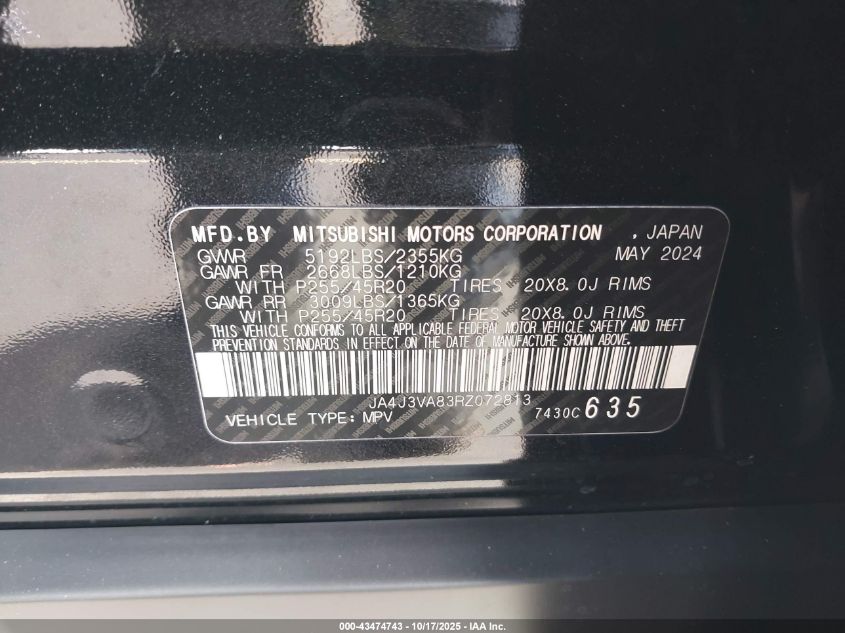 MFD.BY MITSUBISHI MOTORS CORPORATION , JAPAN
GVWR 5192LBS/2355KG MAY 2024
GAWR FR 2668LBS/1210KG
WITH P255/45R20 TIRES 20X8.0J RIMS
GAWR RR 3009LBS/1365KG
WITH P255/45R20 TIRES 20X8.0J RIMS
THIS VEHICLE CONFORMS TO ALL APPLICABLE FEDERAL MOTOR VEHICLE SAFETY AND THEFT
PREVENTION STANDARDS IN EFFECT ON THE DATE OF MANUFACTURE SHOWN ABOVE.
JA4J3VA83RZ072813
VEHICLE TYPE: MPV 7430C 635
000-43474743 - 10/17/2025 - IAA Inc.